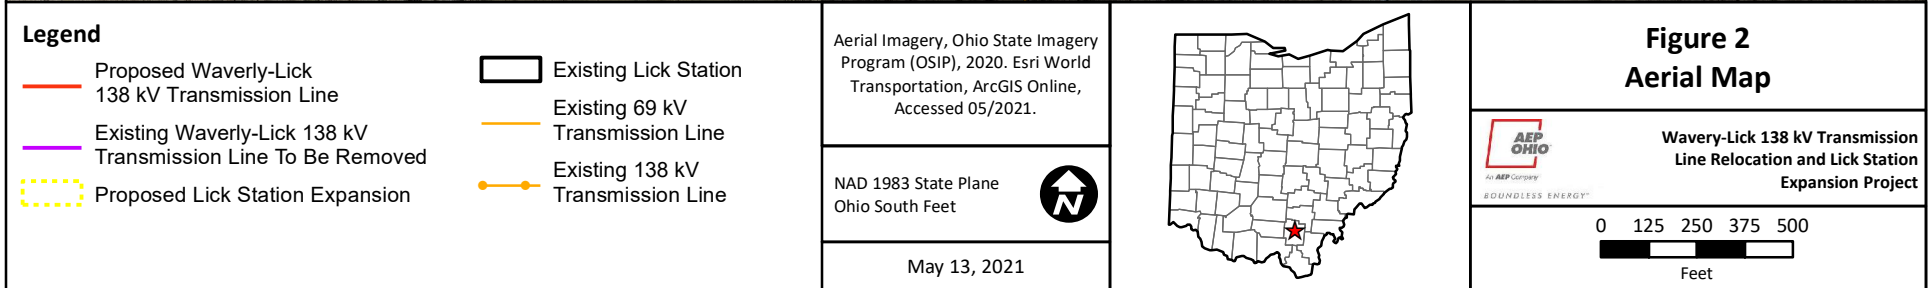 Legend
Proposed Waverly-Lick
138 kV Transmission Line
Existing Waverly-Lick 138 kV
Transmission Line To Be Removed
Proposed Lick Station Expansion
Existing Lick Station
Existing 69 kV
Transmission Line
Existing 138 kV
Transmission Line
Aerial Imagery, Ohio State Imagery
Program (OSIP), 2020. Esri World
Transportation, ArcGIS Online,
Accessed 05/2021.
NAD 1983 State Plane
Ohio South Feet
N
May 13, 2021
Figure 2
Aerial Map
AEP
OHIO
An AEP Company
BOUNDLESS ENERGY"
Wavery-Lick 138 kV Transmission
Line Relocation and Lick Station
Expansion Project
0 125 250 375 500
Feet